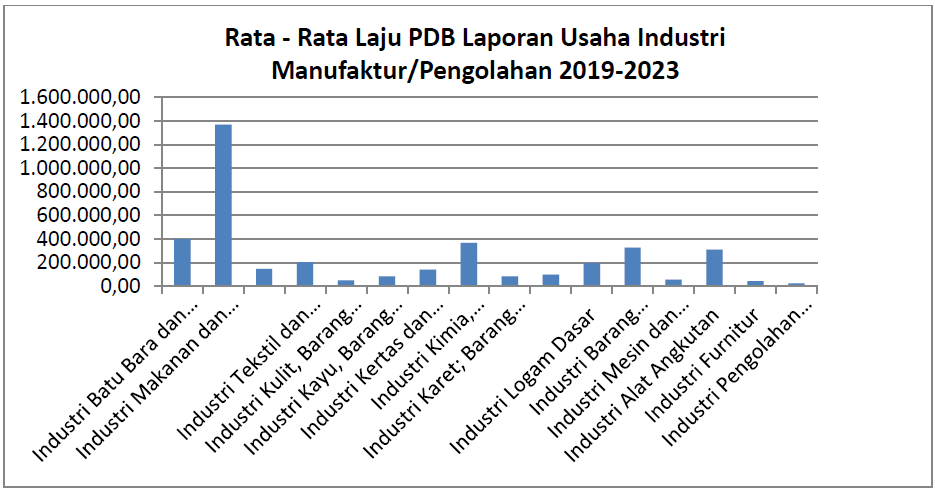 Rata - Rata Laju PDB Laporan Usaha Industri
Manufaktur/Pengolahan 2019-2023
1.600.000,00
1.400.000,00
1.200.000,00
1.000.000,00
800.000,00
600.000,00
400.000,00
200.000,00
0,00
Industri Batu Bara dan…
Industri Makanan dan…
Industri Tekstil dan…
Industri Kulit, Barang…
Industri Kayu, Barang…
Industri Kertas dan…
Industri Kimia,…
Industri Karet; Barang…
Industri Logam Dasar
Industri Barang…
Industri Mesin dan…
Industri Alat Angkutan
Industri Furnitur
Industri Pengolahan…